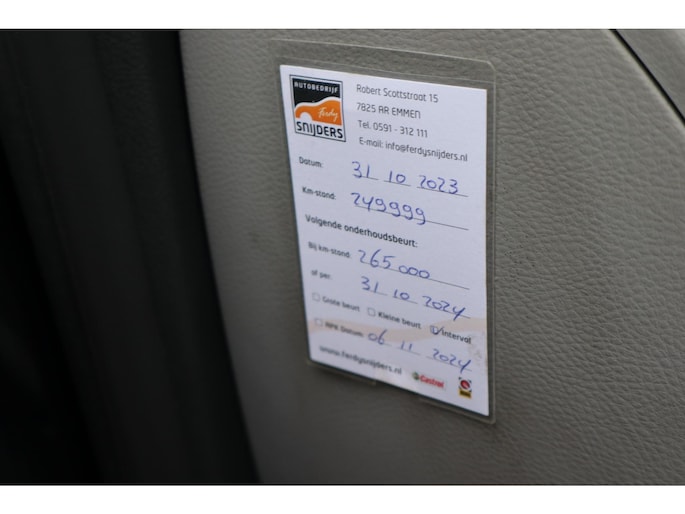 AUTOBEDRIJF
Ferdy
SNIJDERS
Robert Scottstraat 15
7825 AR EMMEN
Tel. 0591 - 312 111
E-mail: info@ferdysnijders.nl
Datum: 31 10 2023
Km-stand: 249999
Volgende onderhoudsbeurt:
Bij km-stand: 265000
of per: 31 10 2024
Grote beurt Kleine beurt Interval
APK Datum: 06 11 2024
www.ferdysnijders.nl
Castrol